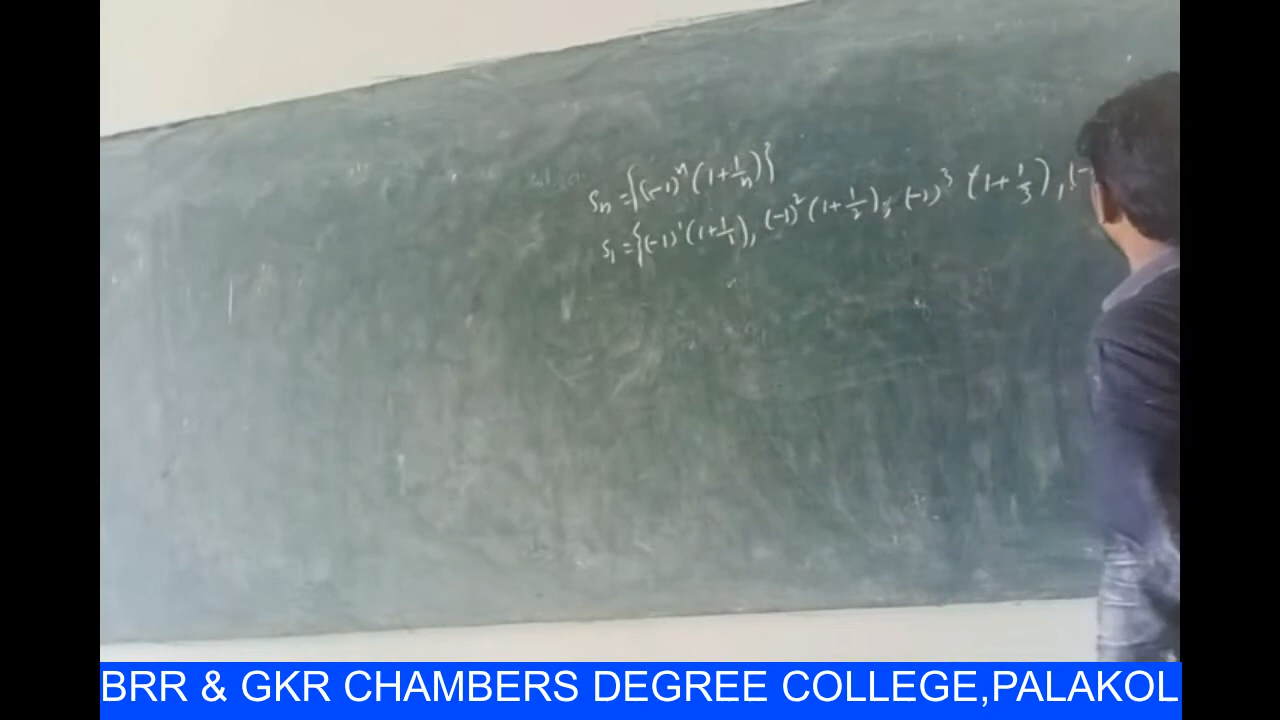 Sn = {(-1)^n (1+1/n)}
S1 = {(-1)^1 (1+1/1), (-1)^2 (1+1/2), (-1)^3 (1+1/3), (-
BRR & GKR CHAMBERS DEGREE COLLEGE,PALAKOL